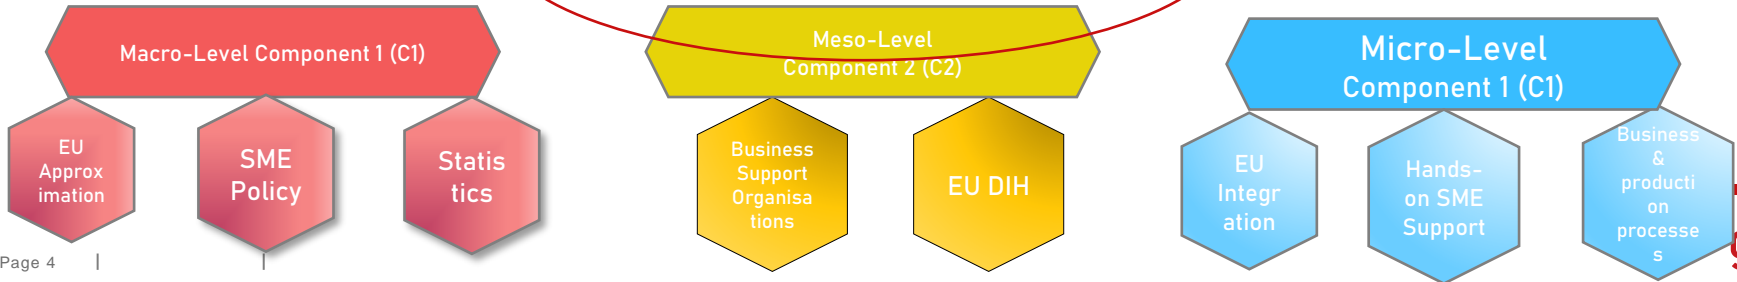 Macro-Level Component 1 (C1)
EU
Approx
imation
SME
Policy
Statis
tics
Meso-Level
Component 2 (C2)
Business
Support
Organisa
tions
EU DIH
Micro-Level
Component 1 (C1)
EU
Integr
ation
Hands-
on SME
Support
Business
&
producti
on
processe
s
Page 4